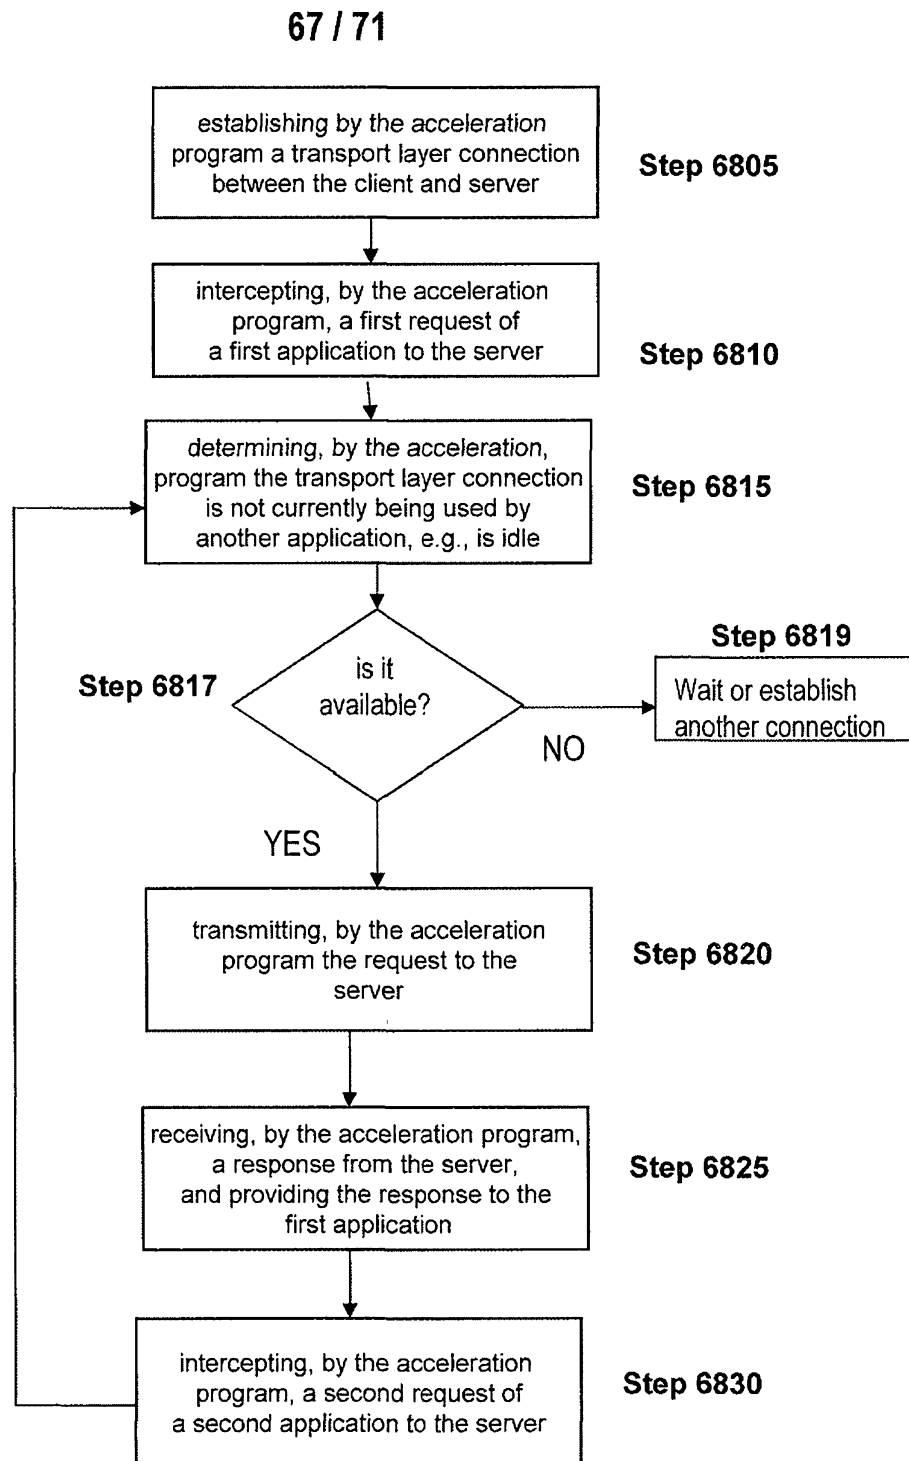 67 / 71
establishing by the acceleration
program a transport layer connection
between the client and server
Step 6805
intercepting, by the acceleration
program, a first request of
a first application to the server
Step 6810
determining, by the acceleration,
program the transport layer connection
is not currently being used by
another application, e.g., is idle
Step 6815
Step 6817
is it
available?
Step 6819
Wait or establish
another connection
NO
YES
transmitting, by the acceleration
program the request to the
server
Step 6820
receiving, by the acceleration program,
a response from the server,
and providing the response to the
first application
Step 6825
intercepting, by the acceleration
program, a second request of
a second application to the server
Step 6830